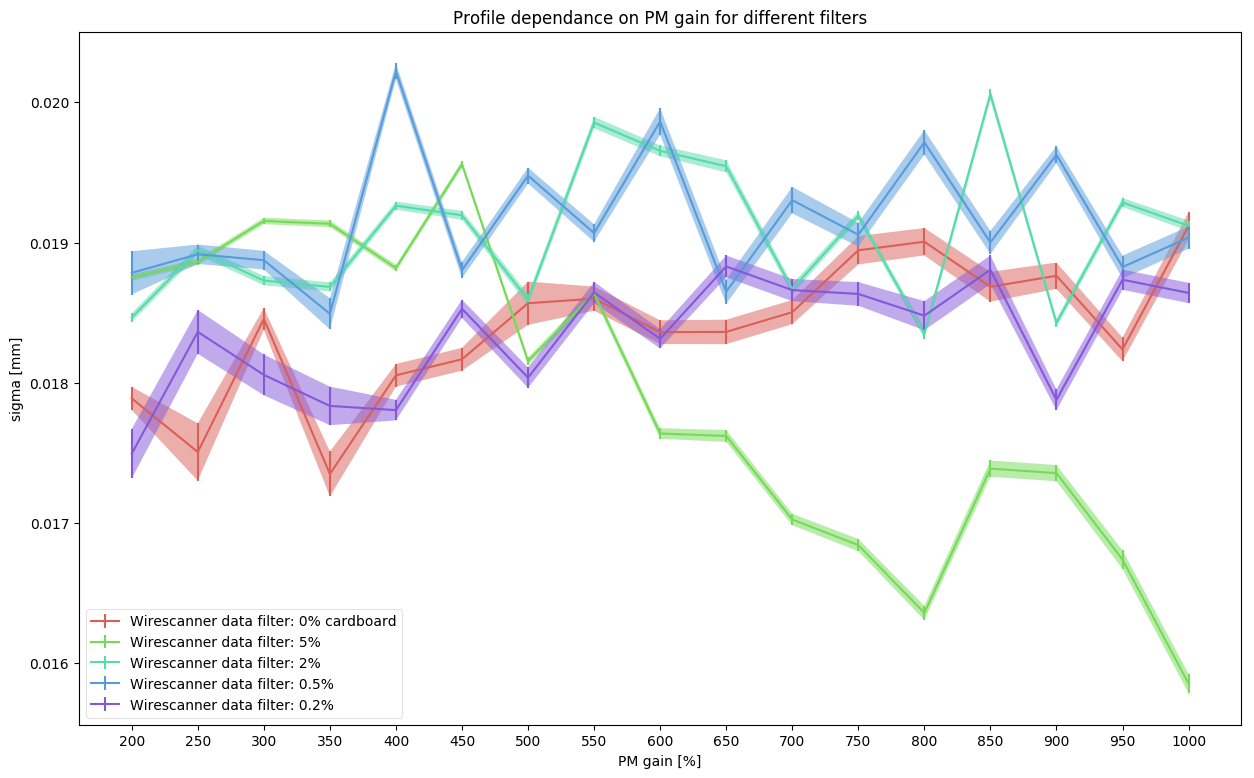 Profile dependance on PM gain for different filters
sigma [mm]
0.020
0.019
0.018
0.017
0.016
Wirescanner data filter: 0% cardboard
Wirescanner data filter: 5%
Wirescanner data filter: 2%
Wirescanner data filter: 0.5%
Wirescanner data filter: 0.2%
200 250 300 350 400 450 500 550 600 650 700 750 800 850 900 950 1000
PM gain [%]